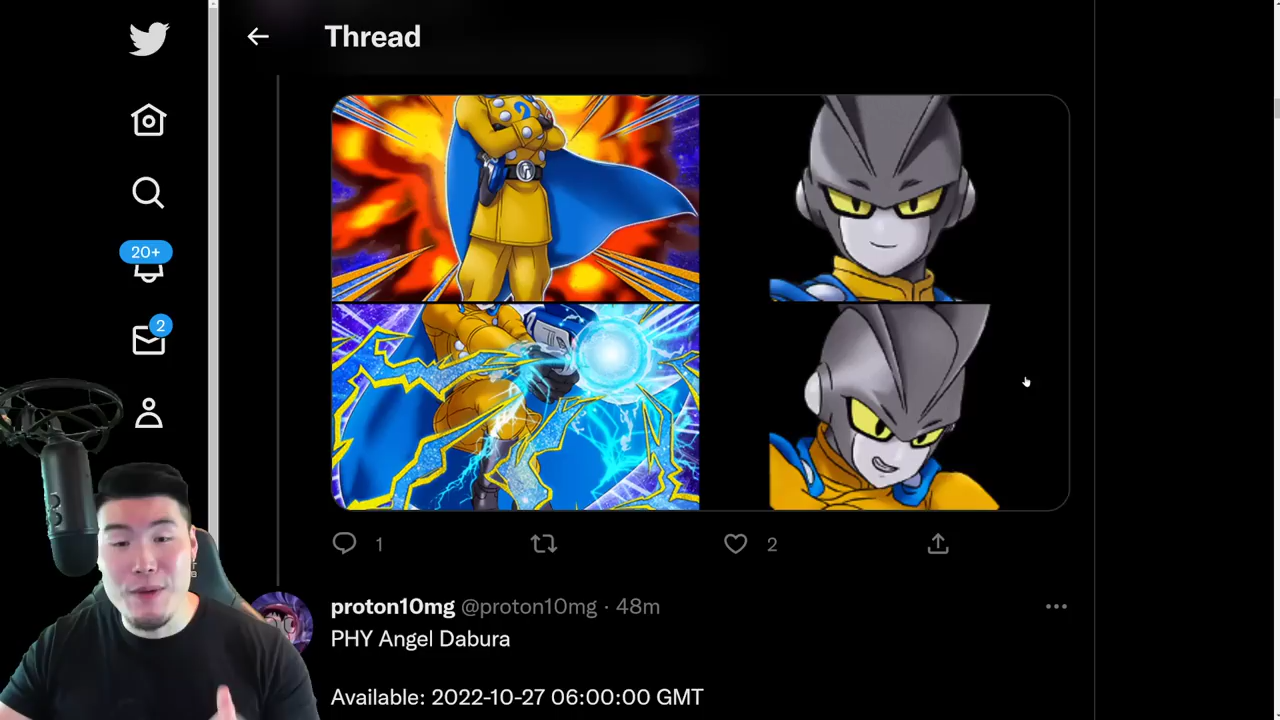 Thread
20+
2
1
2
proton10mg @proton10mg · 48m
PHY Angel Dabura
Available: 2022-10-27 06:00:00 GMT